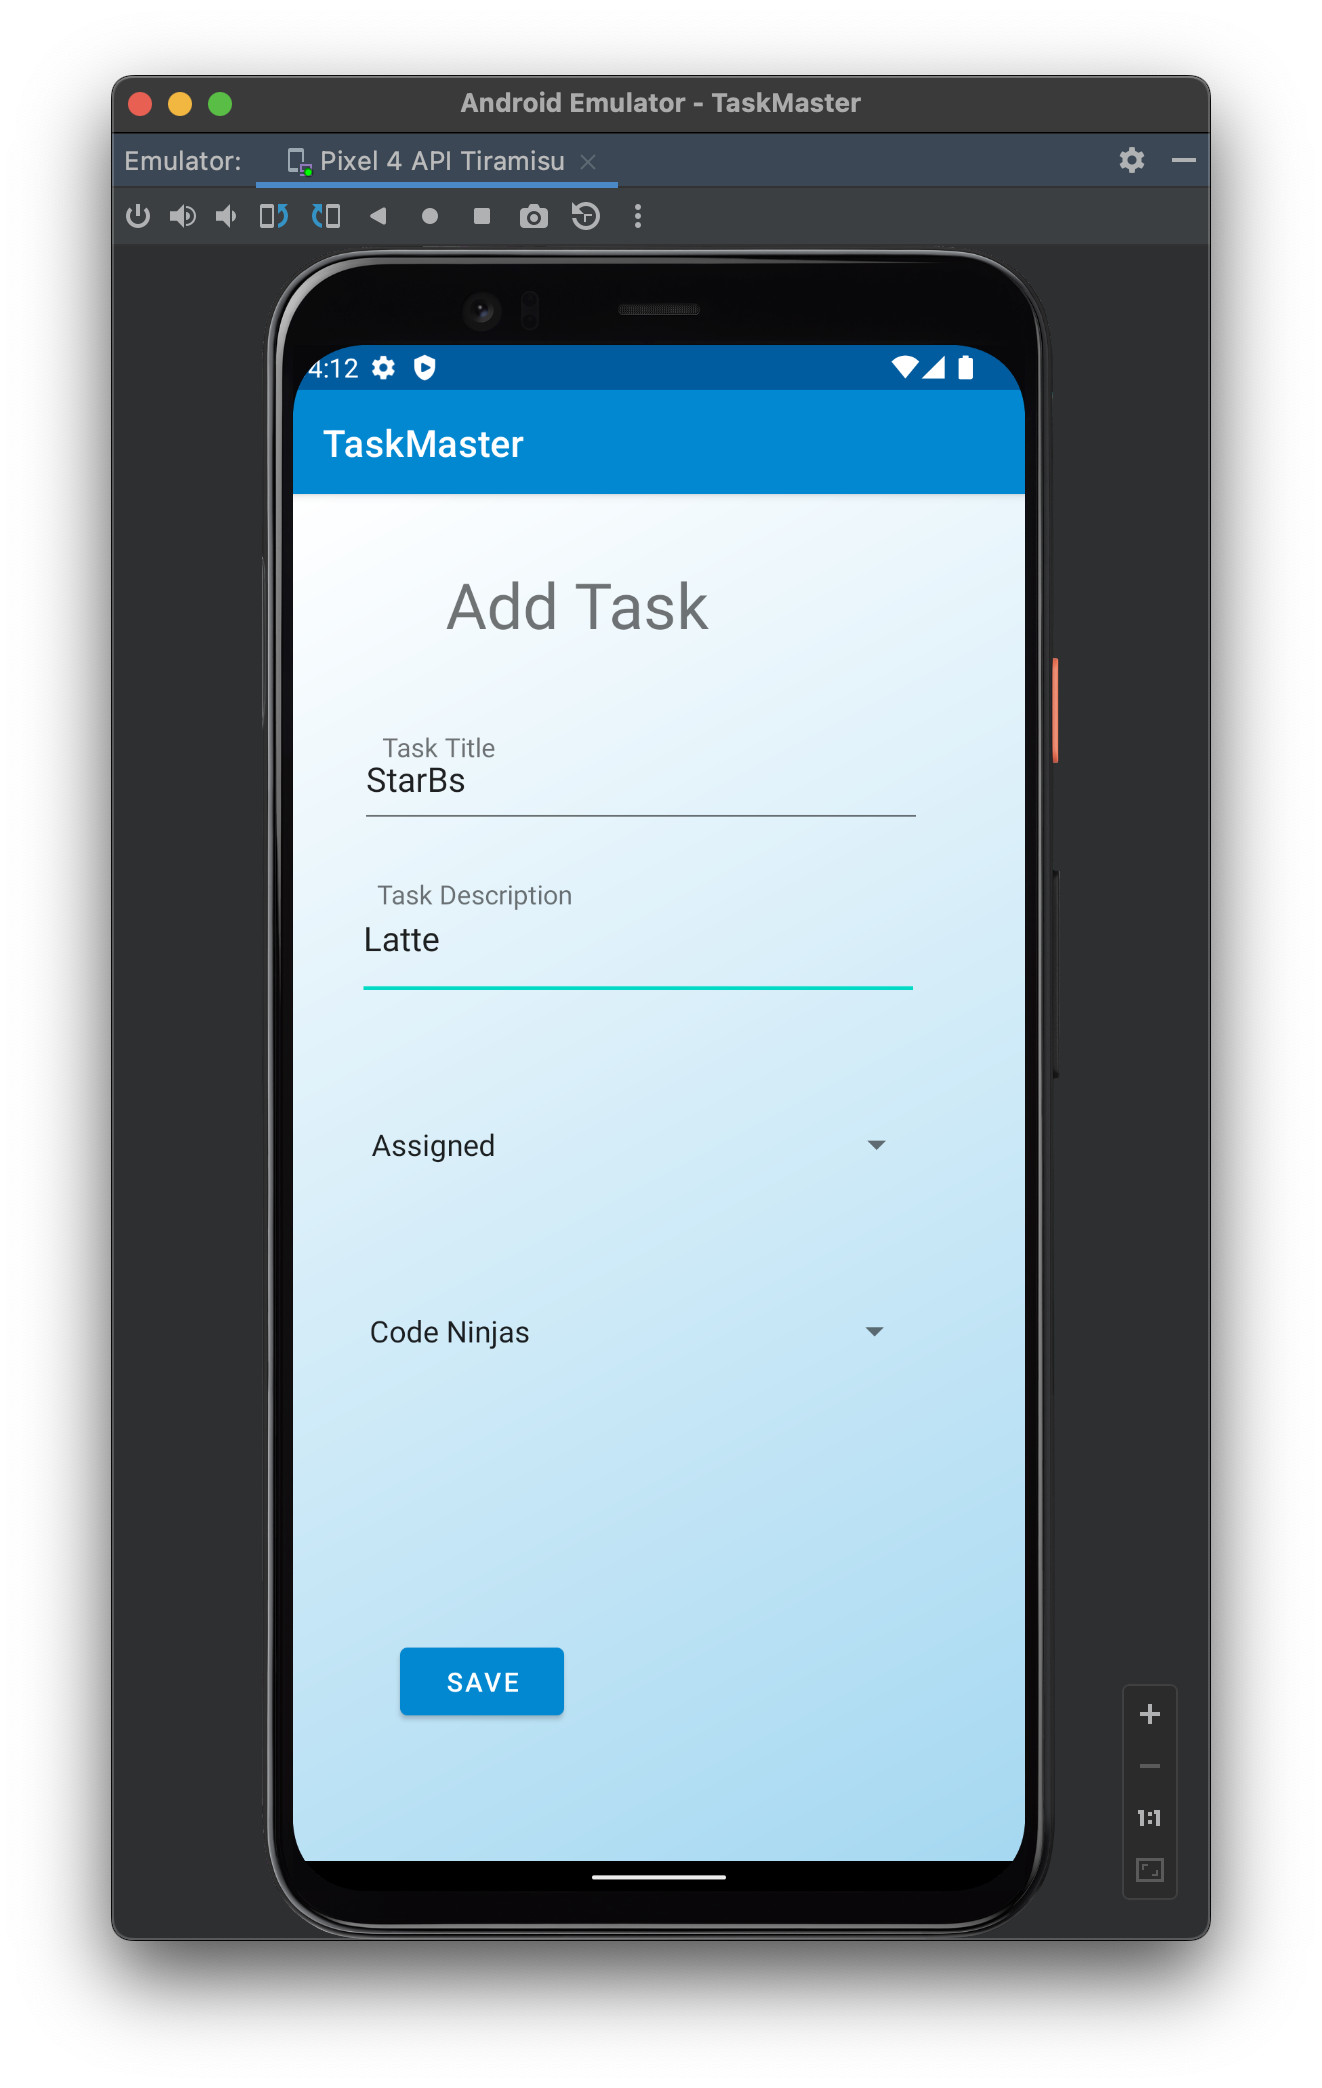 Android Emulator - TaskMaster
Emulator: Pixel 4 API Tiramisu
4:12
TaskMaster
Add Task
Task Title
StarBs
Task Description
Latte
Assigned
Code Ninjas
SAVE
1:1